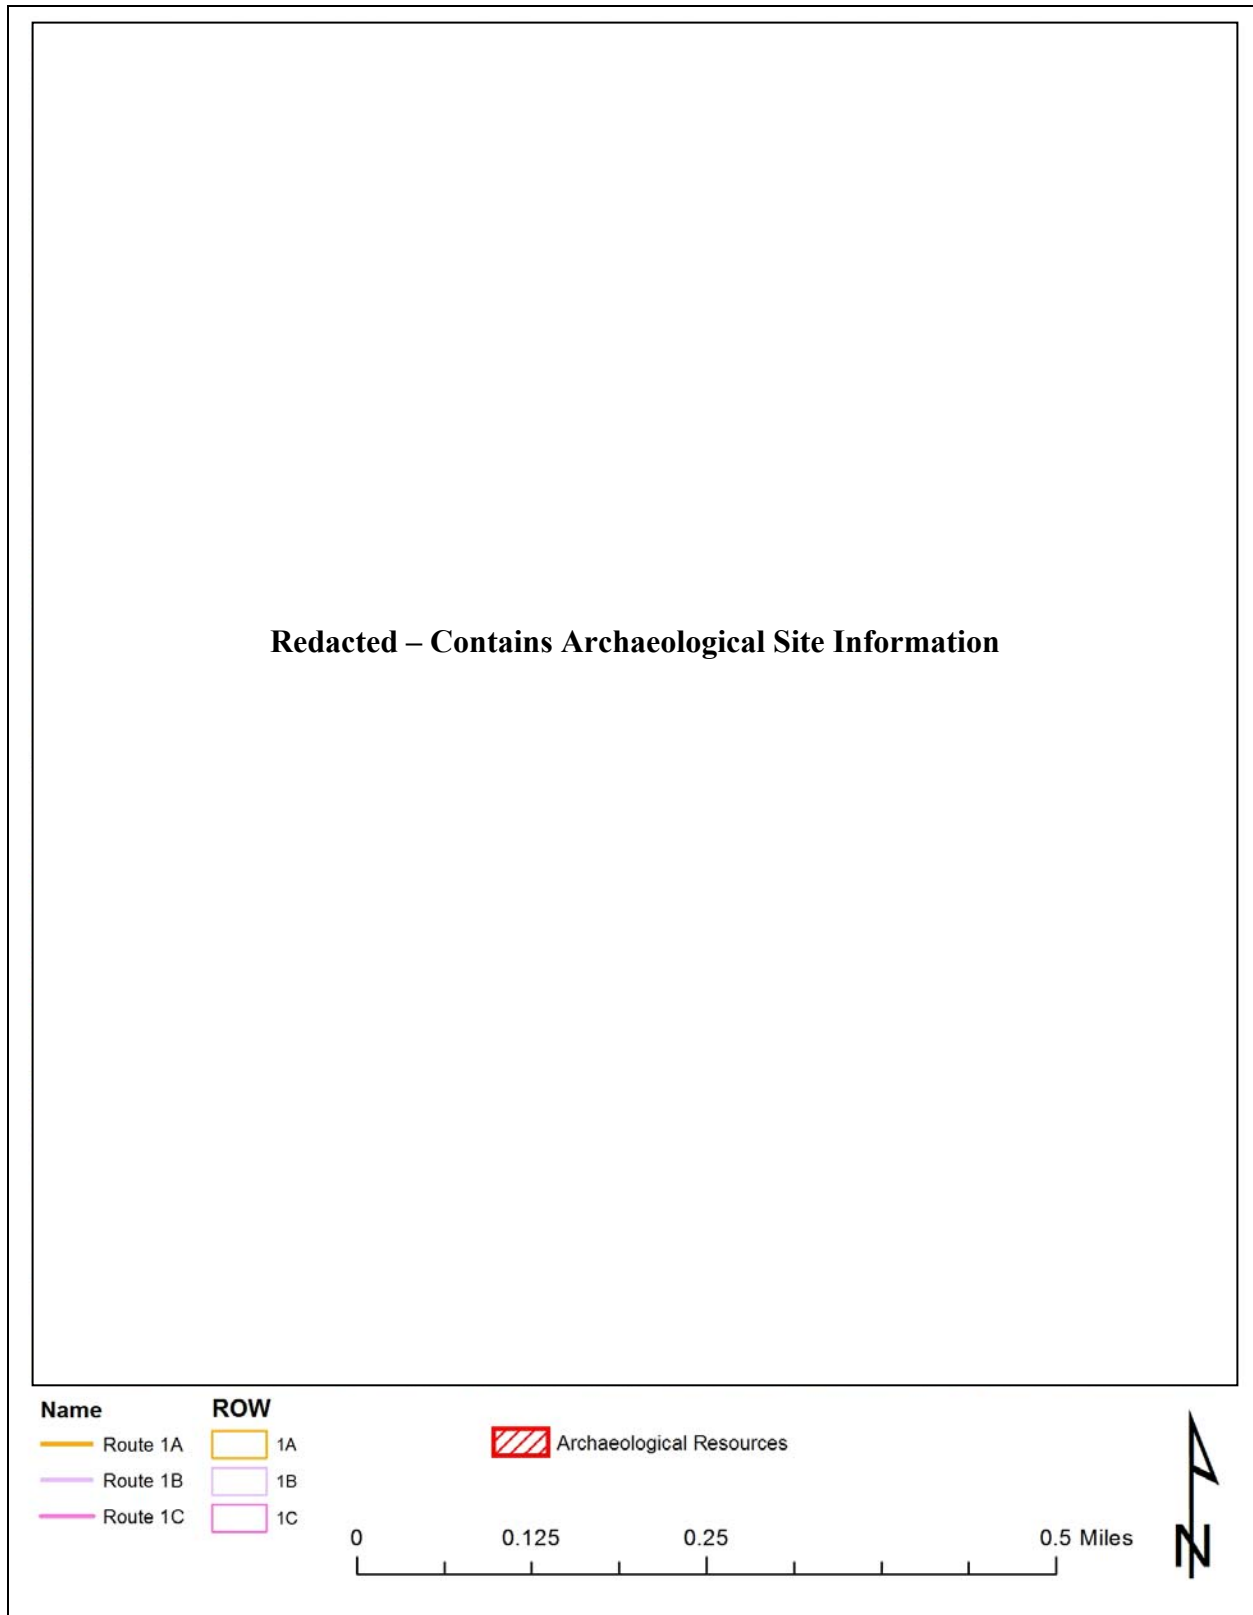 Redacted – Contains Archaeological Site Information
Name
Route 1A
Route 1B
Route 1C
ROW
1A
1B
1C
Archaeological Resources
0 0.125 0.25 0.5 Miles
N